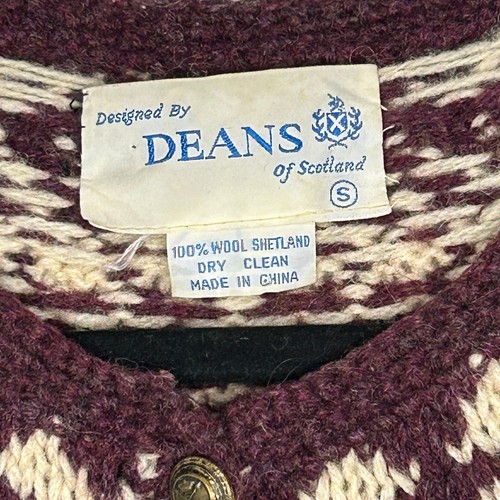 Designed By
DEANS
of Scotland
S
100% WOOL SHETLAND
DRY CLEAN
MADE IN CHINA